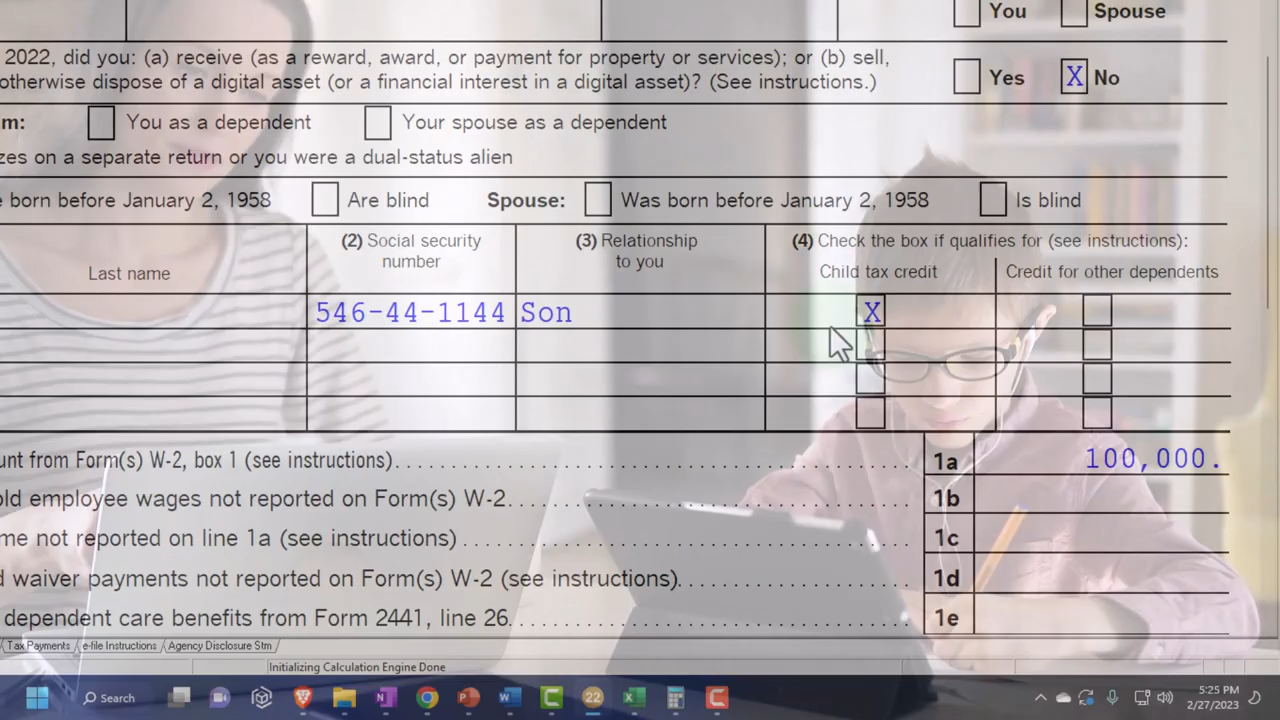 You Spouse
2022, did you: (a) receive (as a reward, award, or payment for property or services); or (b) sell,
otherwise dispose of a digital asset (or a financial interest in a digital asset)? (See instructions.) Yes X No
m: You as a dependent Your spouse as a dependent
zes on a separate return or you were a dual-status alien
e born before January 2, 1958 Are blind Spouse: Was born before January 2, 1958 Is blind
(2) Social security (3) Relationship (4) Check the box if qualifies for (see instructions):
Last name number to you Child tax credit Credit for other dependents
546-44-1144 Son X
unt from Form(s) W-2, box 1 (see instructions) 1a 100,000.
old employee wages not reported on Form(s) W-2 1b
me not reported on line 1a (see instructions) 1c
d waiver payments not reported on Form(s) W-2 (see instructions) 1d
dependent care benefits from Form 2441, line 26 1e
Tax Payments e-file Instructions Agency Disclosure Stm
Initializing Calculation Engine Done
Search 22 5:25 PM
2/27/2023